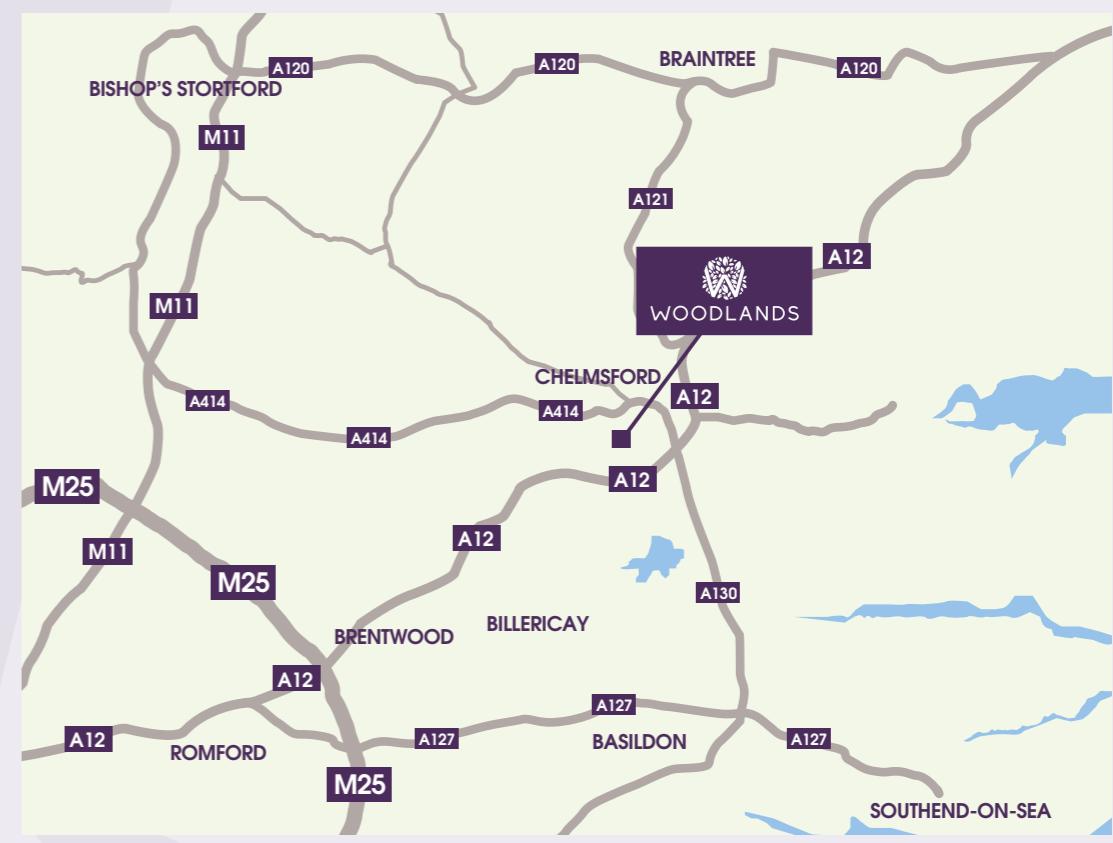 BRAINTREE
A120
A120
A120
BISHOP'S STORTFORD
M11
A121
A12
WOODLANDS
M11
CHELMSFORD
A12
A414
A414
A414
A12
M25
A12
M11
M25
A130
BILLERICAY
BRENTWOOD
A12
A127
A12
A127
A127
BASILDON
ROMFORD
M25
SOUTHEND-ON-SEA